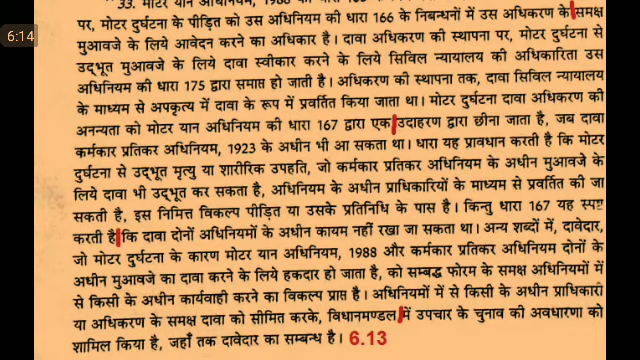 33. मोटर यान अधिनियम, 1988
पर, मोटर दुर्घटना के पीड़ित को उस अधिनियम की धारा 166 के निबन्धनों में उस अधिकरण के समक्ष
6:14
मुआवजे के लिये आवेदन करने का अधिकार है। दावा अधिकरण की स्थापना पर, मोटर दुर्घटना से
उद्भूत मुआवजे के लिये दावा स्वीकार करने के लिये सिविल न्यायालय की अधिकारिता उस
अधिनियम की धारा 175 द्वारा समाप्त हो जाती है। अधिकरण की स्थापना तक, दावा सिविल न्यायालय
के माध्यम से अपकृत्य में दावा के रूप में प्रवर्तित किया जाता था। मोटर दुर्घटना दावा अधिकरण की
अनन्यता को मोटर यान अधिनियम की धारा 167 द्वारा एक उदाहरण द्वारा छीना जाता है, जब दावा
कर्मकार प्रतिकर अधिनियम, 1923 के अधीन भी आ सकता था। धारा यह प्रावधान करती है कि मोटर
दुर्घटना से उद्भूत मृत्यु या शारीरिक उपहति, जो कर्मकार प्रतिकर अधिनियम के अधीन मुआवजे के
लिये दावा भी उद्भूत कर सकता है, अधिनियम के अधीन प्राधिकारियों के माध्यम से प्रवर्तित की जा
सकती है, इस निमित्त विकल्प पीड़ित या उसके प्रतिनिधि के पास है। किन्तु धारा 167 यह स्पष्ट
करती है कि दावा दोनों अधिनियमों के अधीन कायम नहीं रखा जा सकता था। अन्य शब्दों में, दावेदार,
जो मोटर दुर्घटना के कारण मोटर यान अधिनियम, 1988 और कर्मकार प्रतिकर अधिनियम दोनों के
अधीन मुआवजे का दावा करने के लिये हकदार हो जाता है, को सम्बद्ध फोरम के समक्ष अधिनियमों में
से किसी के अधीन कार्यवाही करने का विकल्प प्राप्त है। अधिनियमों में से किसी के अधीन प्राधिकारी
या अधिकरण के समक्ष दावा को सीमित करके, विधानमण्डल में उपचार के चुनाव की अवधारणा को
शामिल किया है, जहाँ तक दावेदार का सम्बन्ध है। 6.13